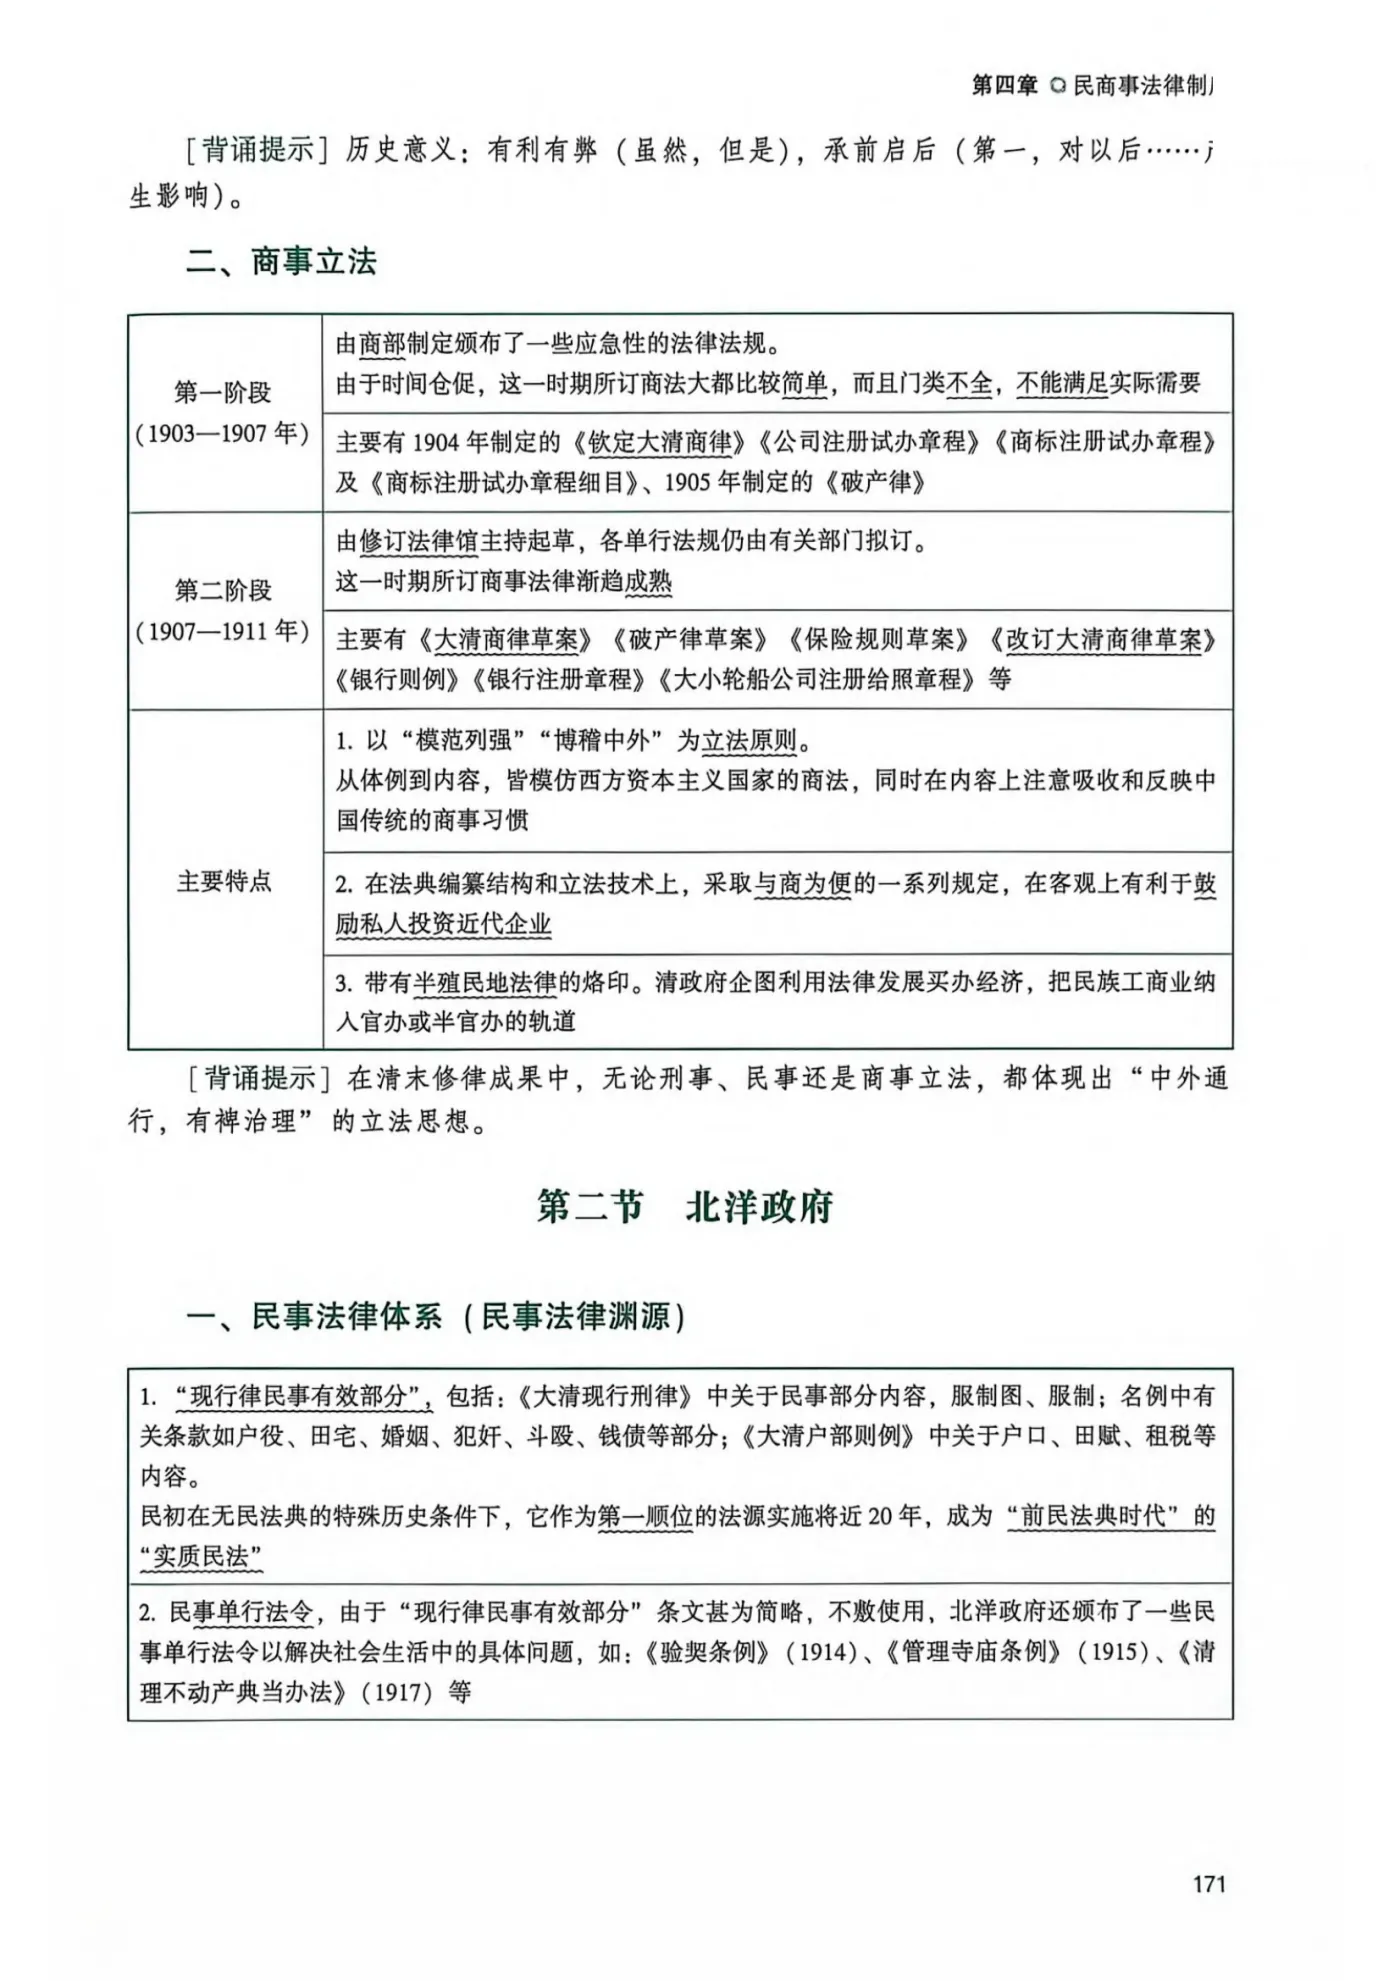 第四章 民商事法律制
[背诵提示] 历史意义：有利有弊（虽然，但是），承前启后（第一，对以后……
生影响）。
二、商事立法
第一阶段
（1903—1907 年）
由商部制定颁布了一些应急性的法律法规。
由于时间仓促，这一时期所订商法大都比较简单，而且门类不全，不能满足实际需要
主要有 1904 年制定的《钦定大清商律》《公司注册试办章程》《商标注册试办章程》
及《商标注册试办章程细目》、1905 年制定的《破产律》
第二阶段
（1907—1911 年）
由修订法律馆主持起草，各单行法规仍由有关部门拟订。
这一时期所订商事法律渐趋成熟
主要有《大清商律草案》《破产律草案》《保险规则草案》《改订大清商律草案》
《银行则例》《银行注册章程》《大小轮船公司注册给照章程》等
主要特点
1. 以“模范列强”“博稽中外”为立法原则。
从体例到内容，皆模仿西方资本主义国家的商法，同时在内容上注意吸收和反映中
国传统的商事习惯
2. 在法典编纂结构和立法技术上，采取与商为便的一系列规定，在客观上有利于鼓
励私人投资近代企业
3. 带有半殖民地法律的烙印。清政府企图利用法律发展买办经济，把民族工商业纳
入官办或半官办的轨道
[背诵提示] 在清末修律成果中，无论刑事、民事还是商事立法，都体现出“中外通
行，有裨治理”的立法思想。
第二节 北洋政府
一、民事法律体系（民事法律渊源）
1. “现行律民事有效部分”，包括：《大清现行刑律》中关于民事部分内容，服制图、服制；名例中有
关条款如户役、田宅、婚姻、犯奸、斗殴、钱债等部分；《大清户部则例》中关于户口、田赋、租税等
内容。
民初在无民法典的特殊历史条件下，它作为第一顺位的法源实施将近 20 年，成为“前民法典时代”的
“实质民法”
2. 民事单行法令，由于“现行律民事有效部分”条文甚为简略，不敷使用，北洋政府还颁布了一些民
事单行法令以解决社会生活中的具体问题，如：《验契条例》（1914）、《管理寺庙条例》（1915）、《清
理不动产典当办法》（1917）等
171